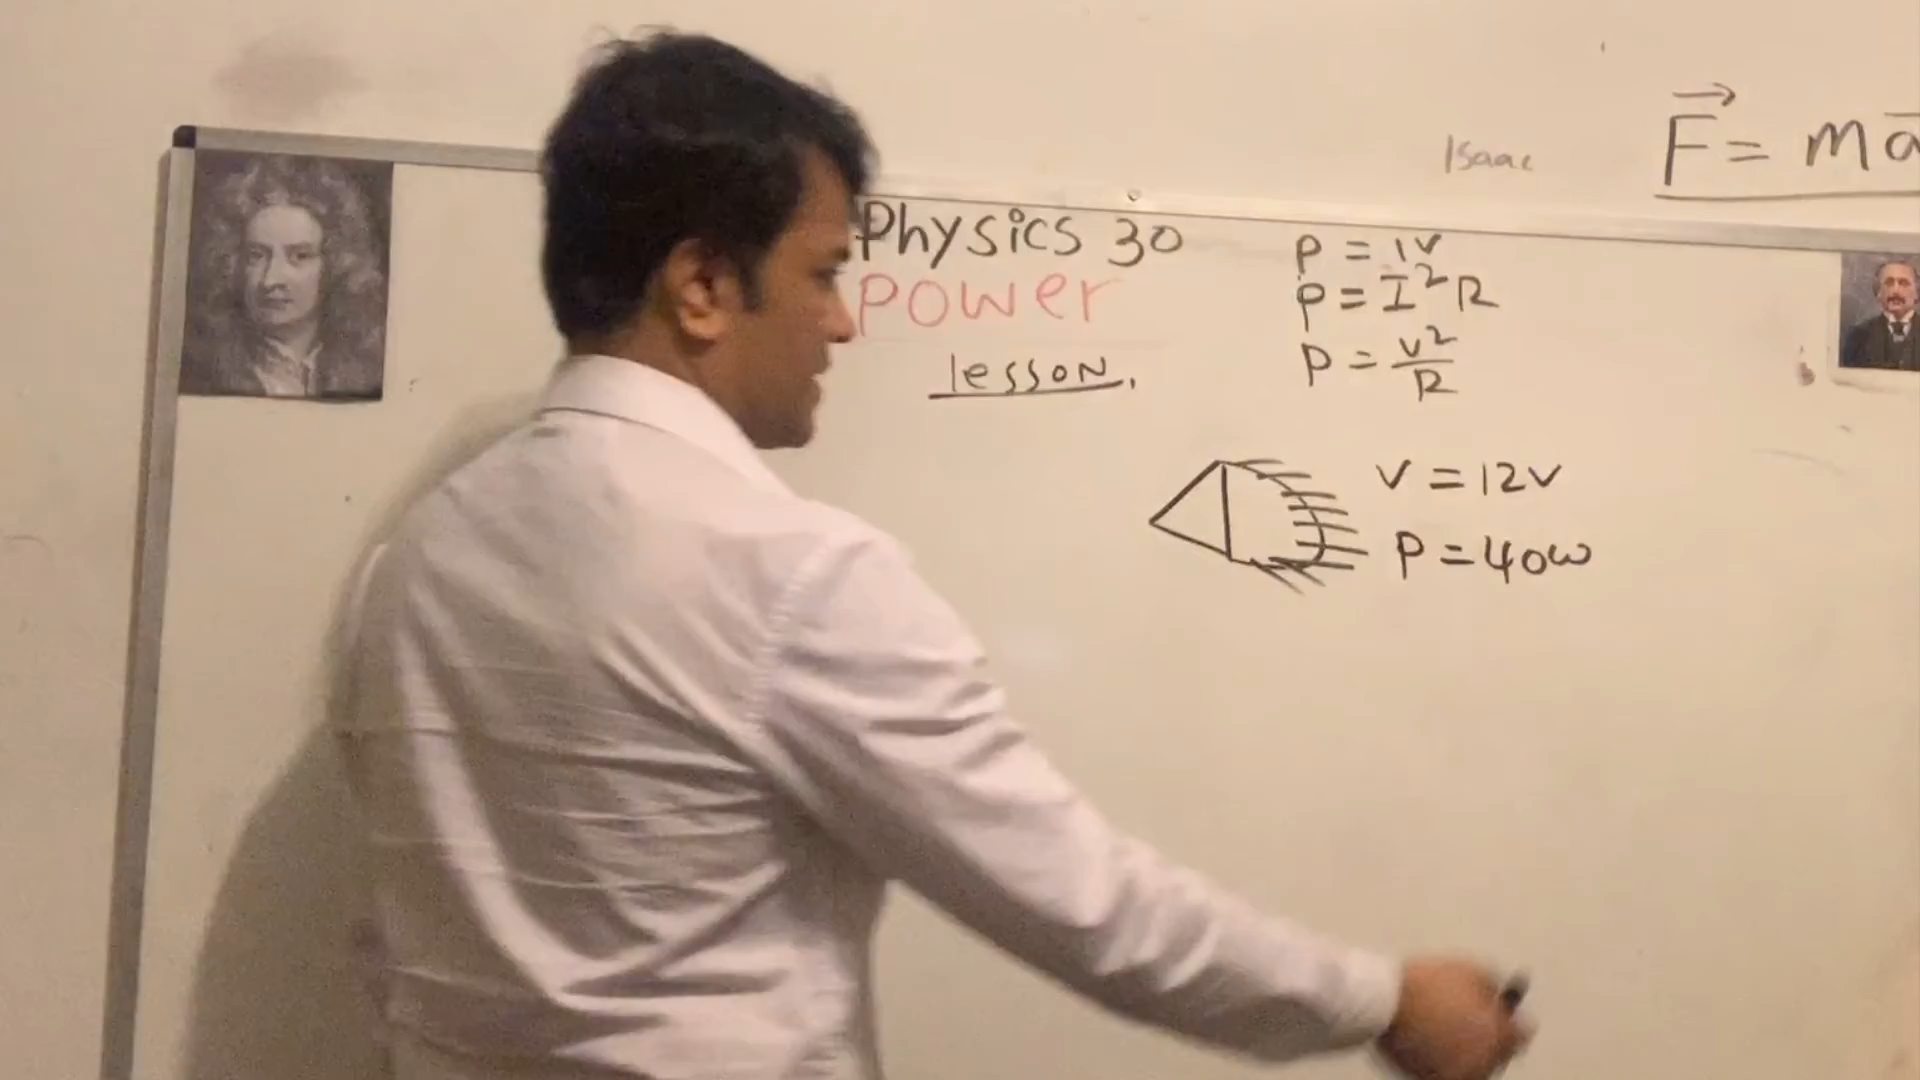 Isaac
F⃗ = ma⃗
Physics 30
Power
lesson.
P = IV
P = I²R
P = V²/R
V = 12V
P = 40W